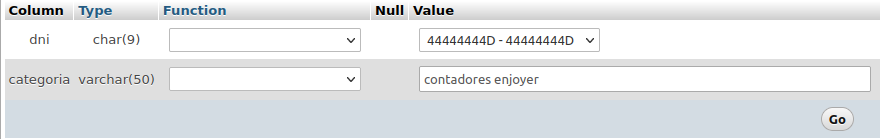 Column Type Function Null Value
dni char(9) 44444444D - 44444444D
categoria varchar(50) contadores enjoyer
Go